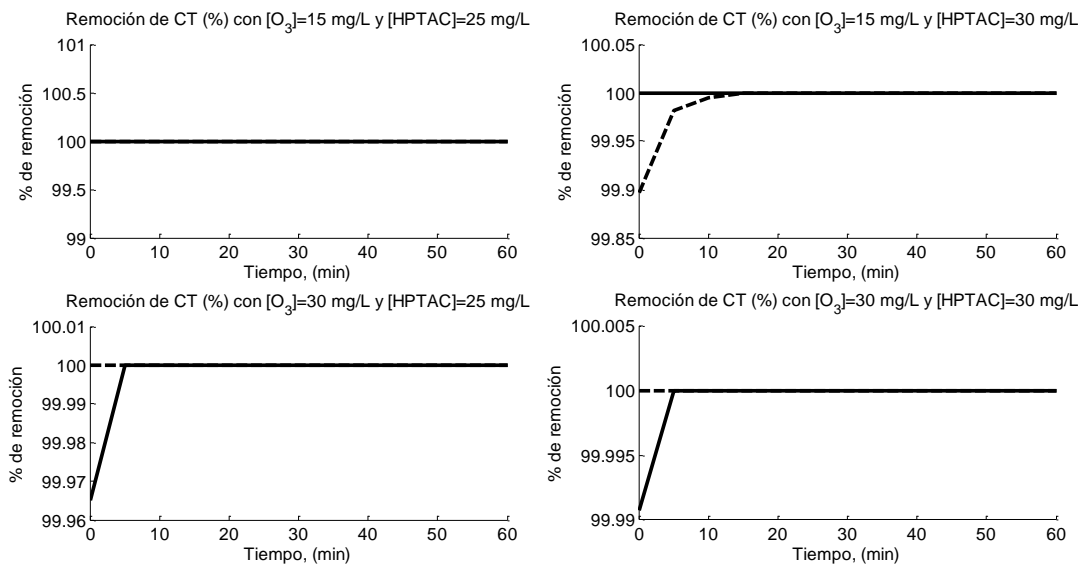 Remoción de CT (%) con [O3]=15 mg/L y [HPTAC]=25 mg/L
101
100.5
100
99.5
99
% de remoción
0 10 20 30 40 50 60
Tiempo, (min)
Remoción de CT (%) con [O3]=15 mg/L y [HPTAC]=30 mg/L
100.05
100
99.95
99.9
99.85
% de remoción
0 10 20 30 40 50 60
Tiempo, (min)
Remoción de CT (%) con [O3]=30 mg/L y [HPTAC]=25 mg/L
100.01
100
99.99
99.98
99.97
99.96
% de remoción
0 10 20 30 40 50 60
Tiempo, (min)
Remoción de CT (%) con [O3]=30 mg/L y [HPTAC]=30 mg/L
100.005
100
99.995
99.99
% de remoción
0 10 20 30 40 50 60
Tiempo, (min)